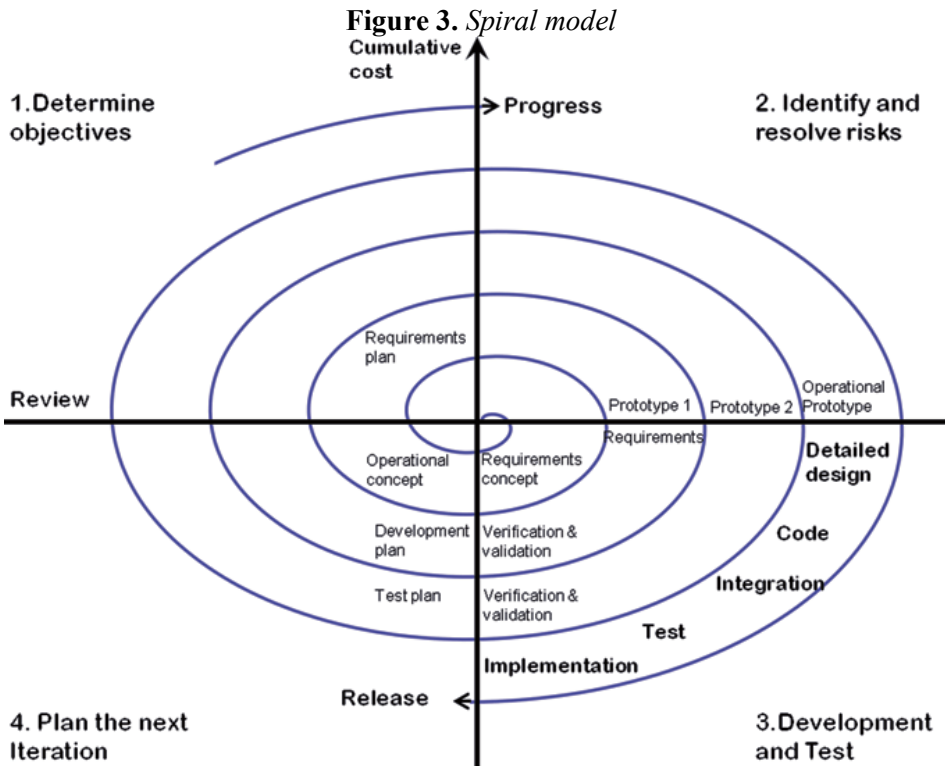 Figure 3. Spiral model
Cumulative
cost
1.Determine
objectives
Progress
2. Identify and
resolve risks
Requirements
plan
Review
Prototype 1
Prototype 2
Operational
Prototype
Requirements
Operational
concept
Requirements
concept
Detailed
design
Development
plan
Verification &
validation
Code
Integration
Test plan
Verification &
validation
Test
Implementation
Release
4. Plan the next
Iteration
3.Development
and Test